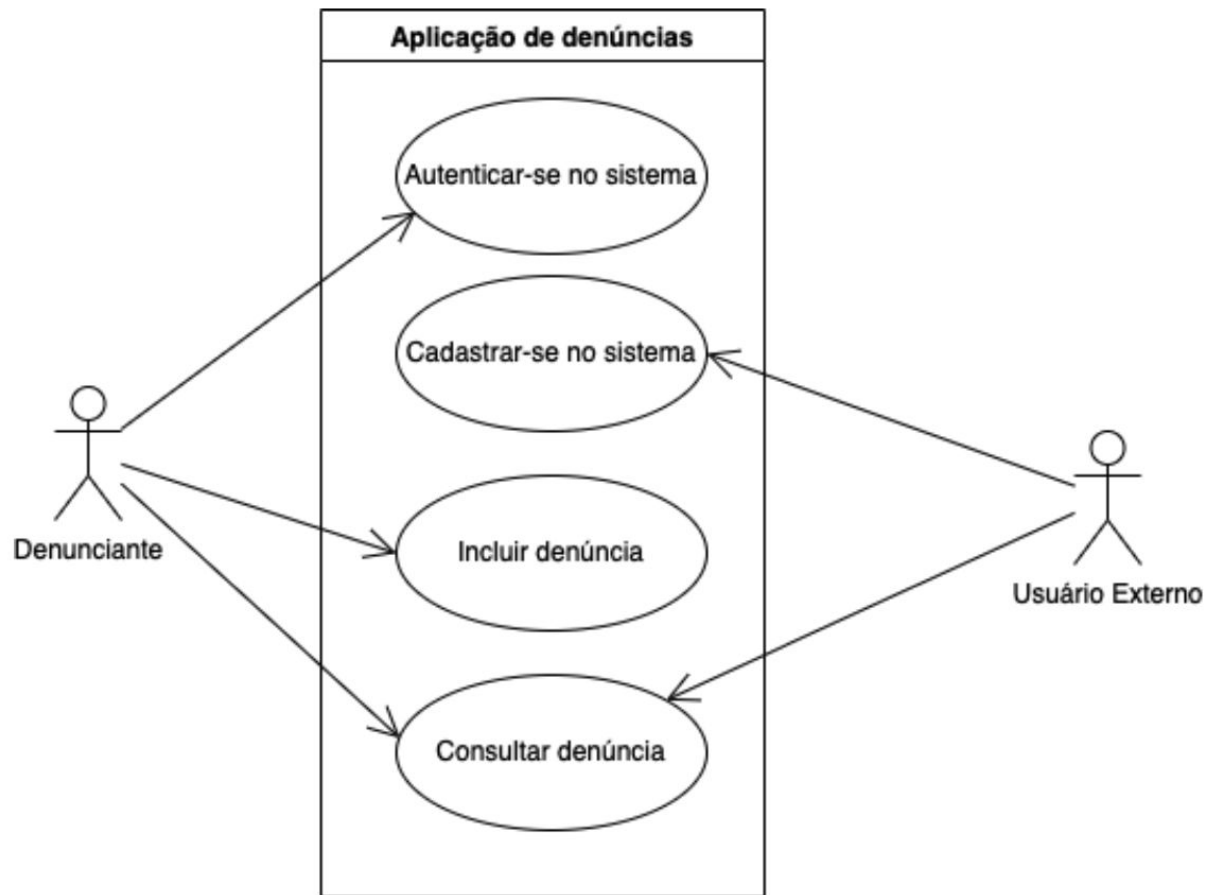 Aplicação de denúncias
Autenticar-se no sistema
Cadastrar-se no sistema
Denunciante
Incluir denúncia
Usuário Externo
Consultar denúncia